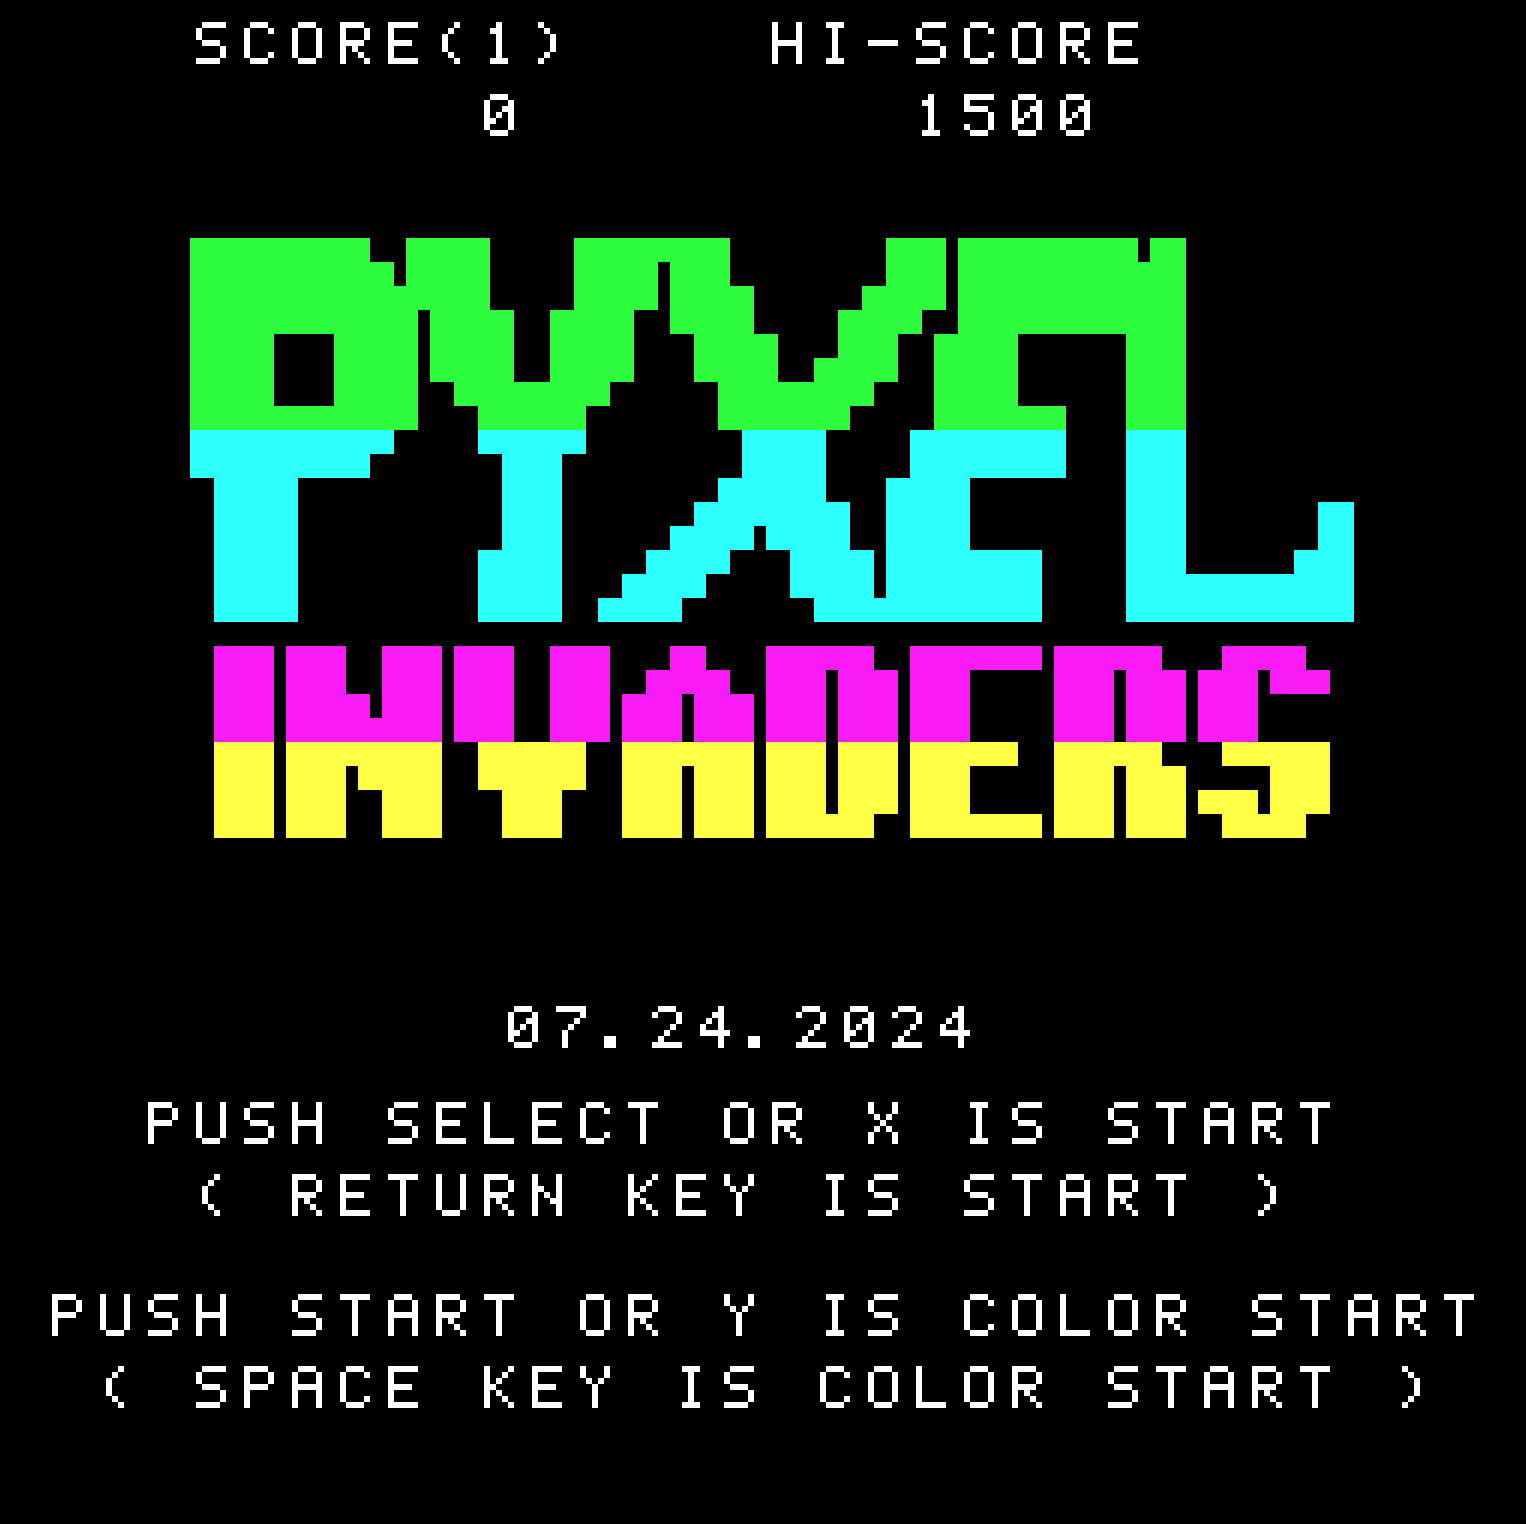 SCORE(1) HI-SCORE
0 1500
PYXEL
INVADERS
07.24.2024
PUSH SELECT OR X IS START
( RETURN KEY IS START )
PUSH START OR Y IS COLOR START
( SPACE KEY IS COLOR START )